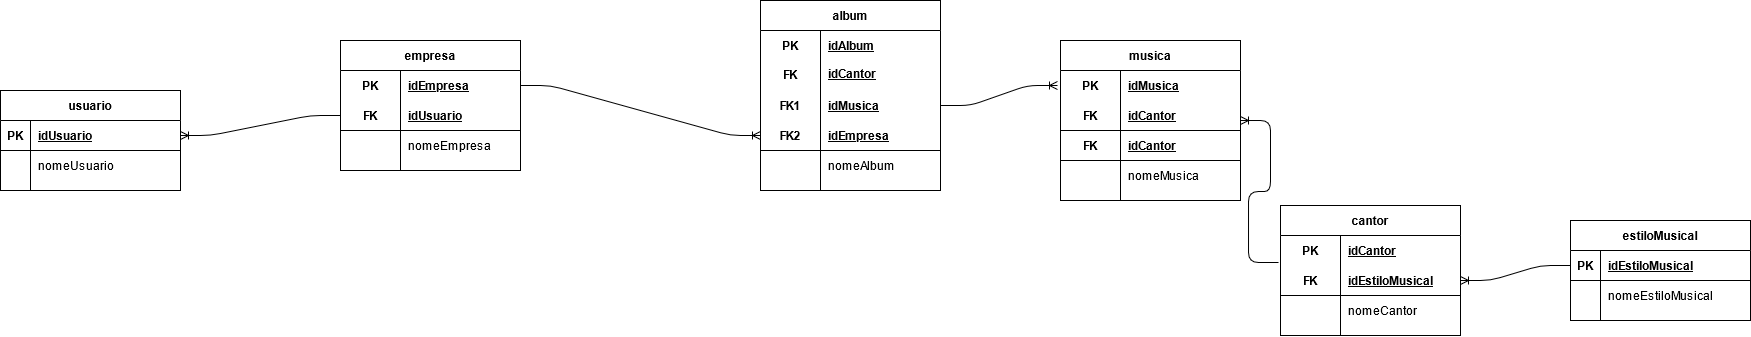 usuario
PK idUsuario
nomeUsuario
empresa
PK idEmpresa
FK idUsuario
nomeEmpresa
album
PK idAlbum
FK idCantor
FK1 idMusica
FK2 idEmpresa
nomeAlbum
musica
PK idMusica
FK idCantor
FK idCantor
nomeMusica
cantor
PK idCantor
FK idEstiloMusical
nomeCantor
estiloMusical
PK idEstiloMusical
nomeEstiloMusical